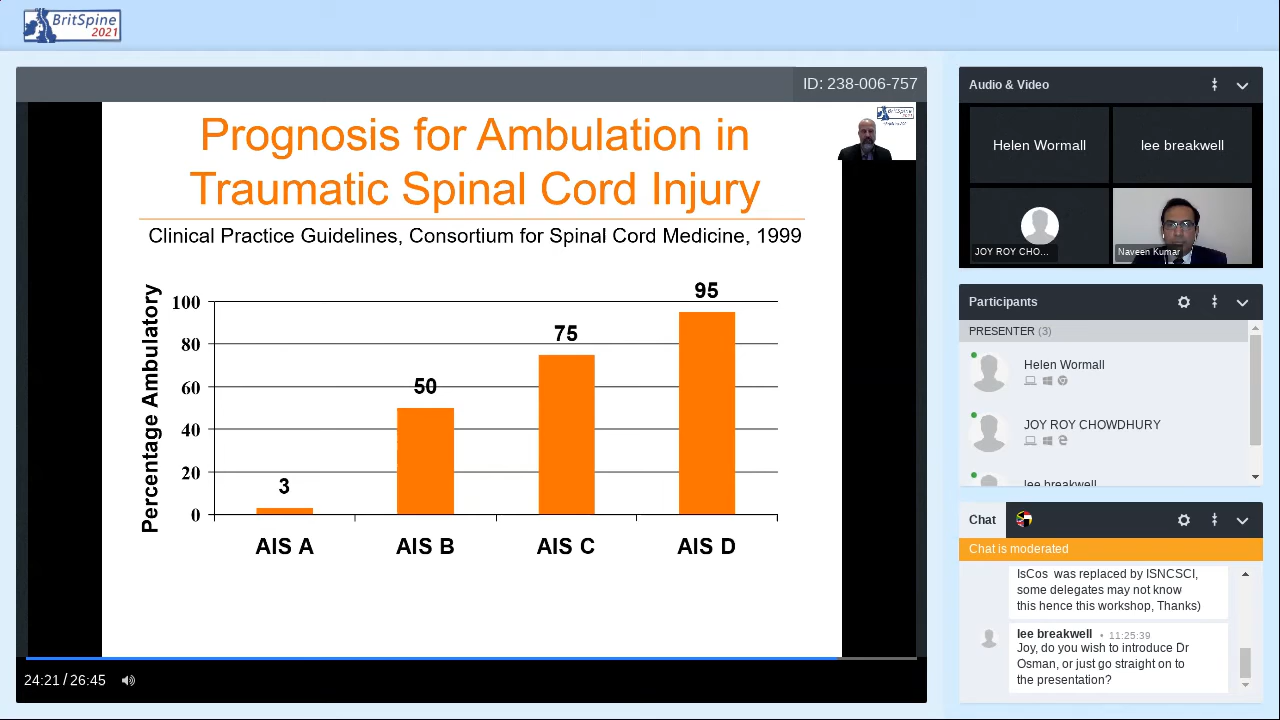 BritSpine
2021
ID: 238-006-757
Prognosis for Ambulation in
Traumatic Spinal Cord Injury
Clinical Practice Guidelines, Consortium for Spinal Cord Medicine, 1999
Percentage Ambulatory
100
80
60
40
20
0
3
50
75
95
AIS A
AIS B
AIS C
AIS D
24:21 / 26:45
BritSpine
2021
Audio & Video
Helen Wormall
lee breakwell
JOY ROY CHO...
Naveen Kumar
Participants
PRESENTER (3)
Helen Wormall
JOY ROY CHOWDHURY
lee breakwell
Chat
Chat is moderated
IsCos was replaced by ISNCSCI,
some delegates may not know
this hence this workshop, Thanks)
lee breakwell • 11:25:39
Joy, do you wish to introduce Dr
Osman, or just go straight on to
the presentation?